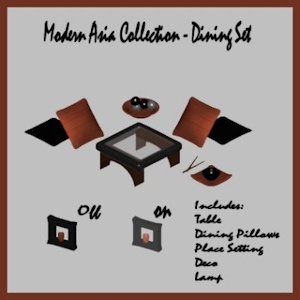 Modern Asia Collection - Dining Set
Off
on
Includes:
Table
Dining Pillows
Place Setting
Deco
Lamp